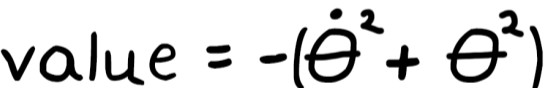 value = -(θ̇² + θ²)